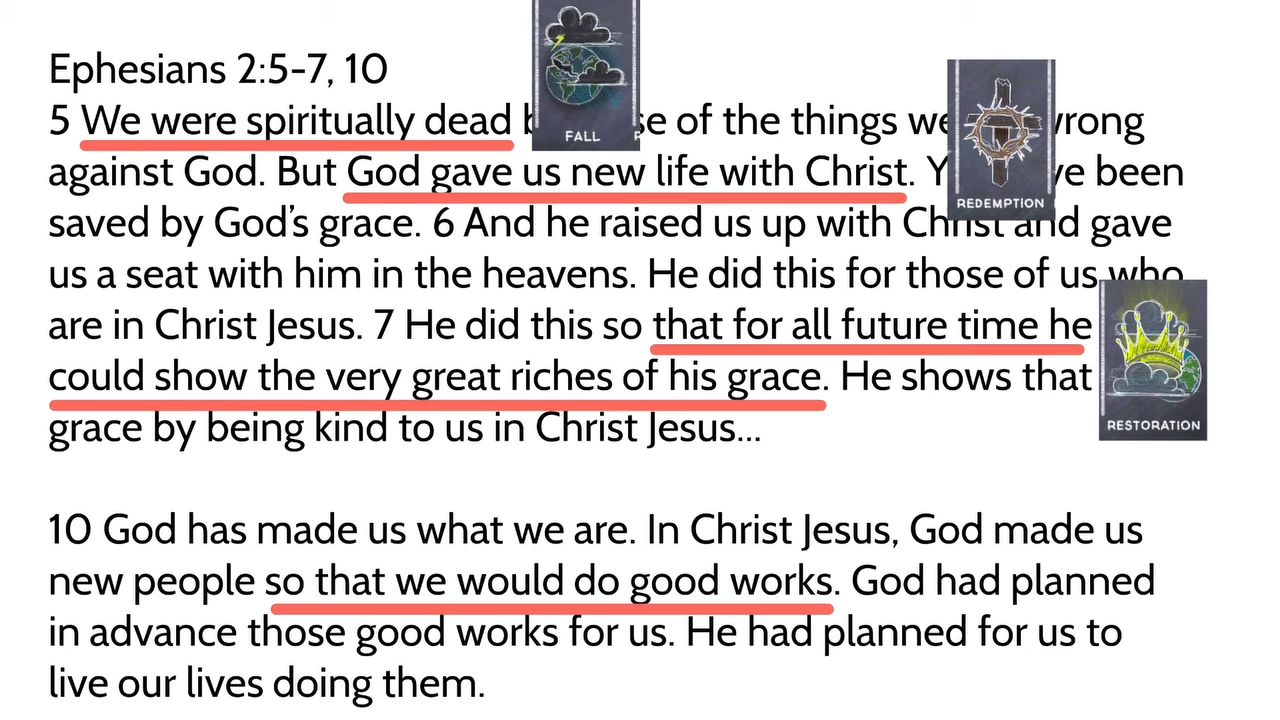 Ephesians 2:5-7, 10
5 We were spiritually dead of the things we wrong
FALL
against God. But God gave us new life with Christ. been
REDEMPTION
saved by God's grace. 6 And he raised us up with Christ and gave
us a seat with him in the heavens. He did this for those of us who
are in Christ Jesus. 7 He did this so that for all future time he
could show the very great riches of his grace. He shows that
RESTORATION
grace by being kind to us in Christ Jesus...
10 God has made us what we are. In Christ Jesus, God made us
new people so that we would do good works. God had planned
in advance those good works for us. He had planned for us to
live our lives doing them.